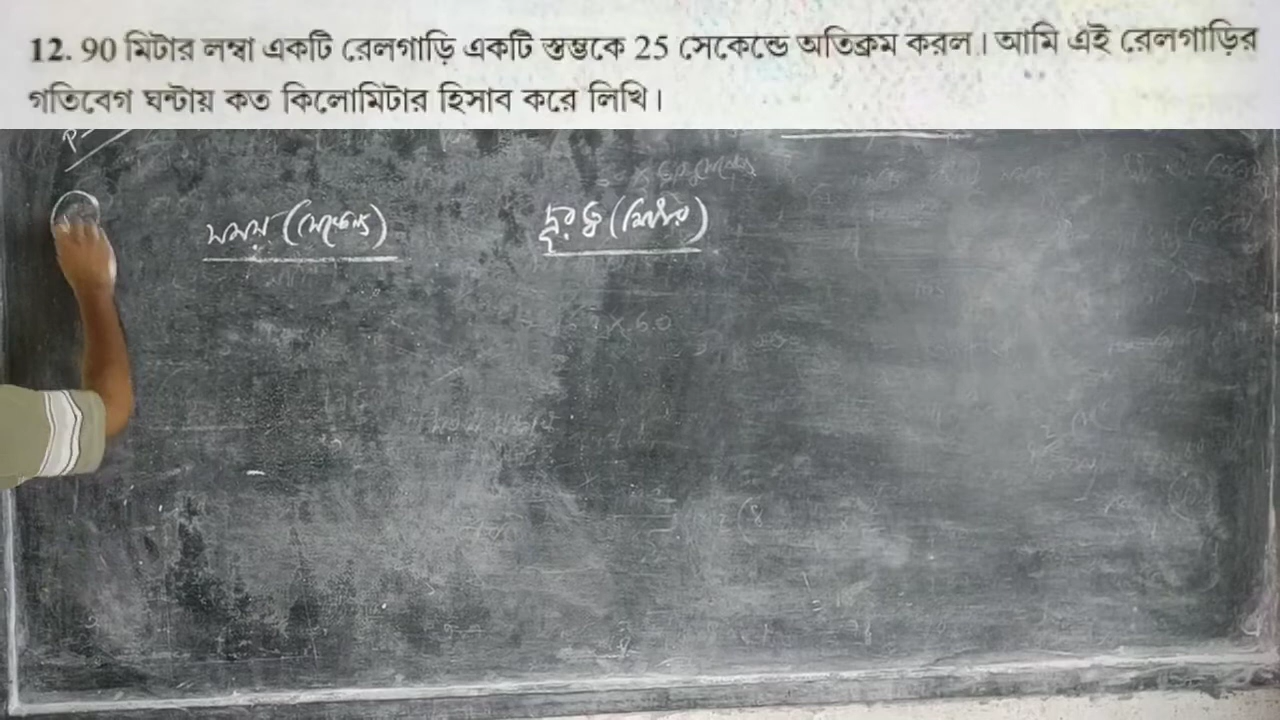 12. 90 মিটার লম্বা একটি রেলগাড়ি একটি স্তম্ভকে 25 সেকেন্ডে অতিক্রম করল। আমি এই রেলগাড়ির
গতিবেগ ঘন্টায় কত কিলোমিটার হিসাব করে লিখি।
সময় (সেকেন্ড) দূরত্ব (মিটার)